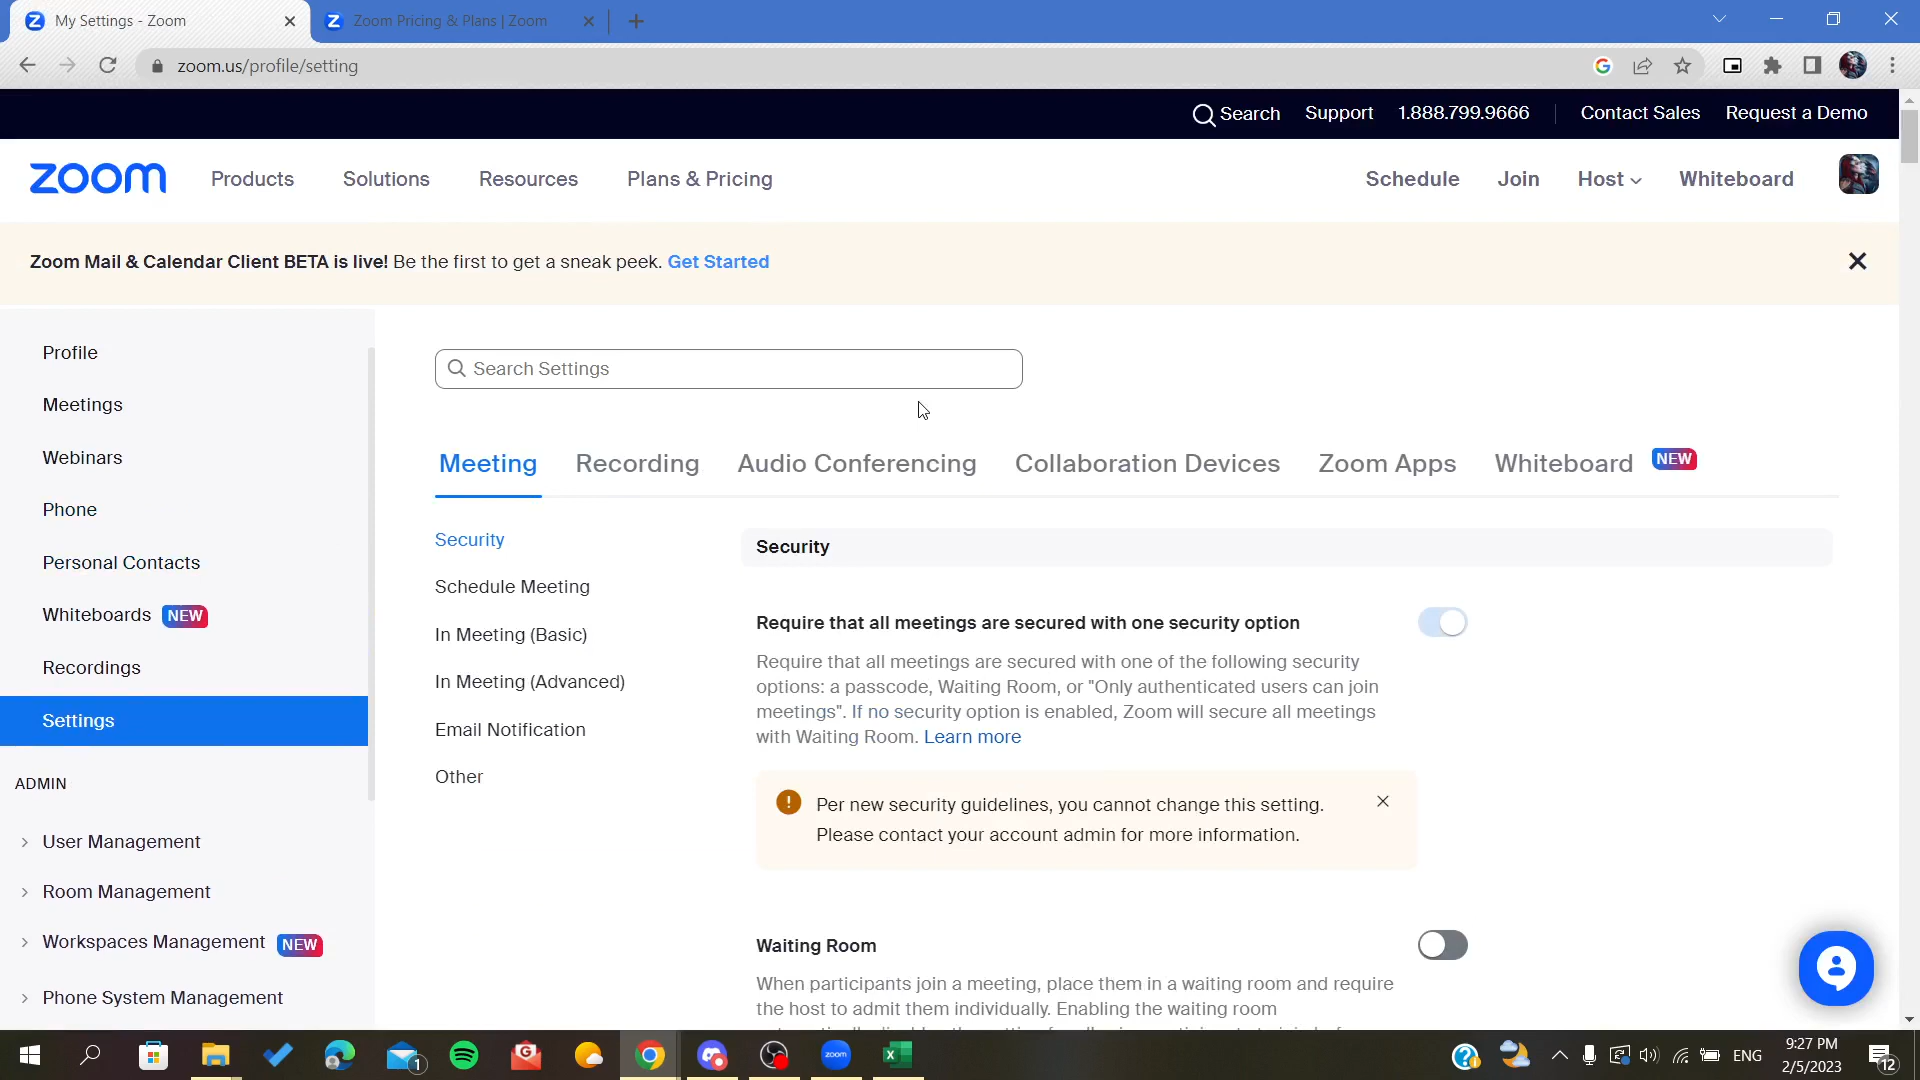 My Settings - Zoom
Zoom Pricing & Plans | Zoom
zoom.us/profile/setting
Search
Support
1.888.799.9666
Contact Sales
Request a Demo
zoom
Products
Solutions
Resources
Plans & Pricing
Schedule
Join
Host
Whiteboard
Zoom Mail & Calendar Client BETA is live! Be the first to get a sneak peek. Get Started
Profile
Meetings
Webinars
Phone
Personal Contacts
Whiteboards NEW
Recordings
Settings
ADMIN
User Management
Room Management
Workspaces Management NEW
Phone System Management
Search Settings
Meeting
Recording
Audio Conferencing
Collaboration Devices
Zoom Apps
Whiteboard NEW
Security
Schedule Meeting
In Meeting (Basic)
In Meeting (Advanced)
Email Notification
Other
Security
Require that all meetings are secured with one security option
Require that all meetings are secured with one of the following security
options: a passcode, Waiting Room, or "Only authenticated users can join
meetings". If no security option is enabled, Zoom will secure all meetings
with Waiting Room. Learn more
Per new security guidelines, you cannot change this setting.
Please contact your account admin for more information.
Waiting Room
When participants join a meeting, place them in a waiting room and require
the host to admit them individually. Enabling the waiting room
1
zoom
ENG
9:27 PM
2/5/2023
12